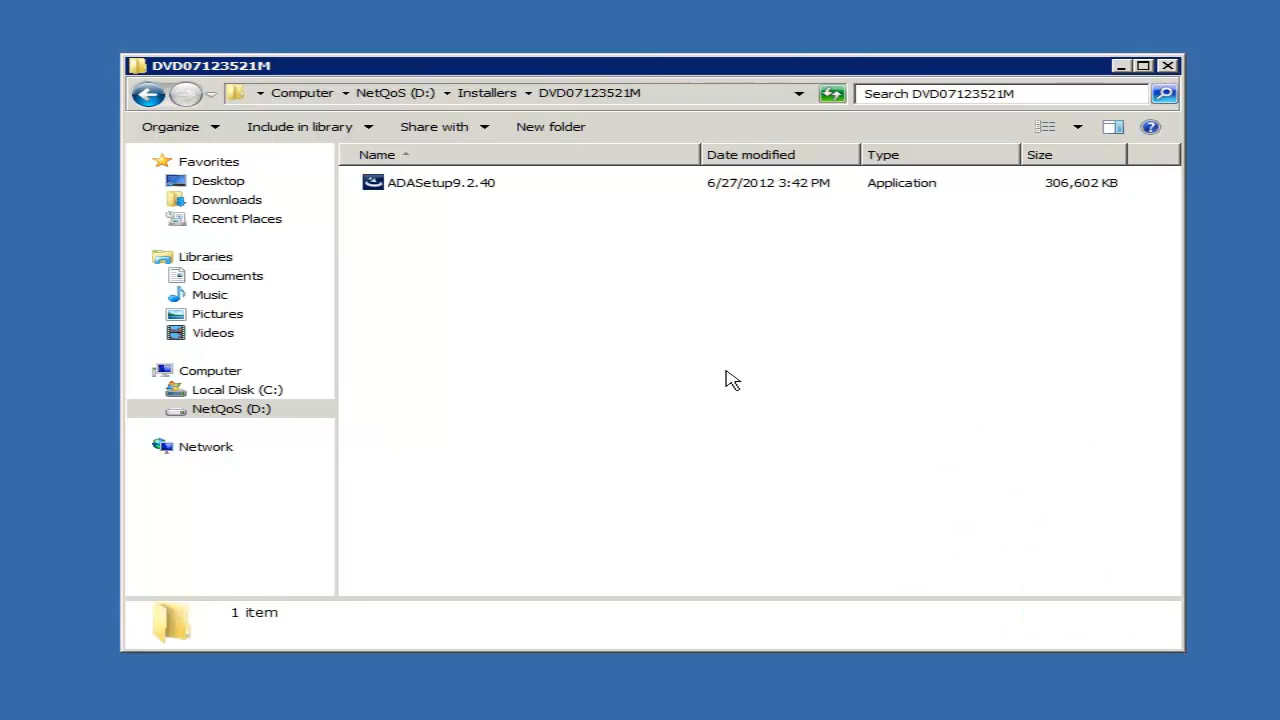 DVD07123521M
Computer NetQoS (D:) Installers DVD07123521M Search DVD07123521M
Organize Include in library Share with New folder
Name Date modified Type Size
ADASetup9.2.40 6/27/2012 3:42 PM Application 306,602 KB
Favorites
Desktop
Downloads
Recent Places
Libraries
Documents
Music
Pictures
Videos
Computer
Local Disk (C:)
NetQoS (D:)
Network
1 item